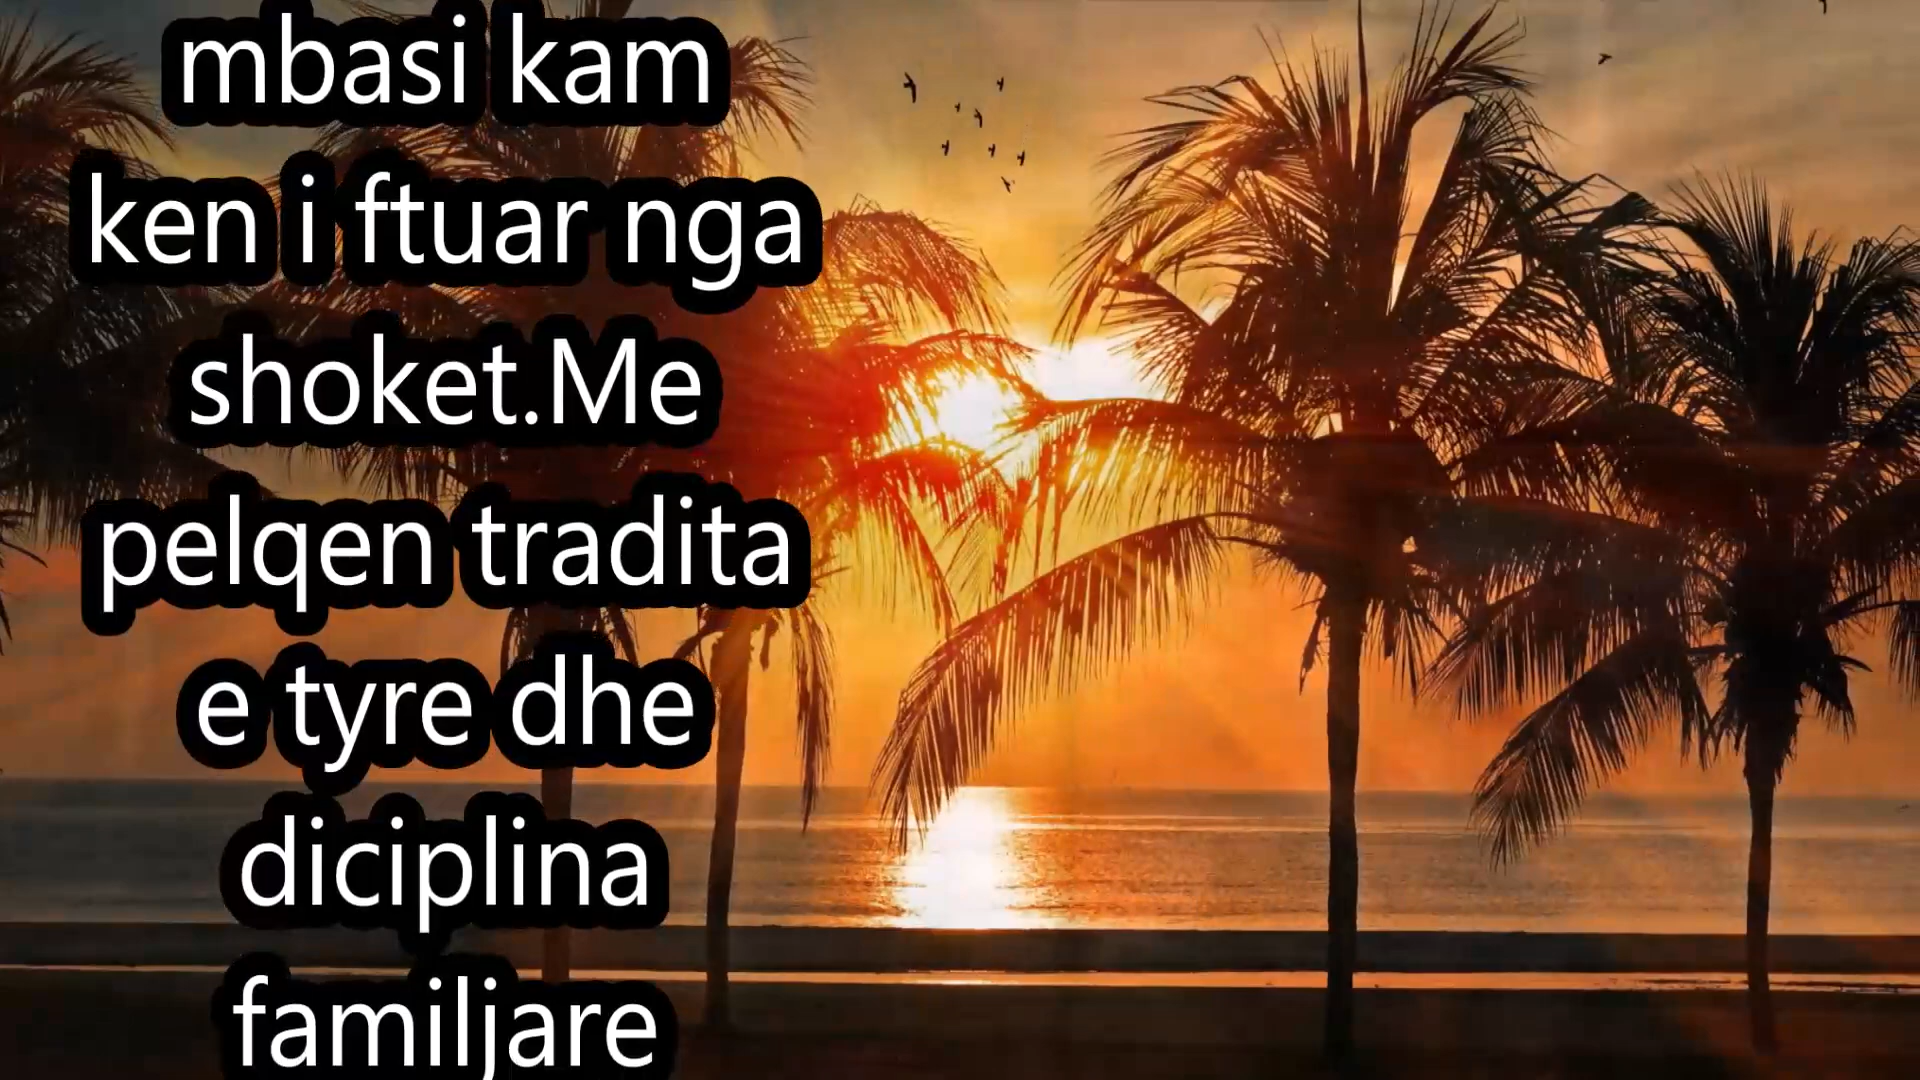 mbasi kam
ken i ftuar nga
shoket.Me
pelqen tradita
e tyre dhe
diciplina
familjare